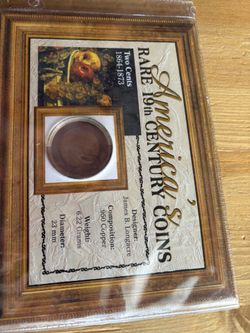 America's
RARE 19th CENTURY COINS
Two Cents
1864-1873
Designer:
James B. Longacre
Composition:
.950 Copper
Weight:
6.22 Grams
Diameter:
23 mm